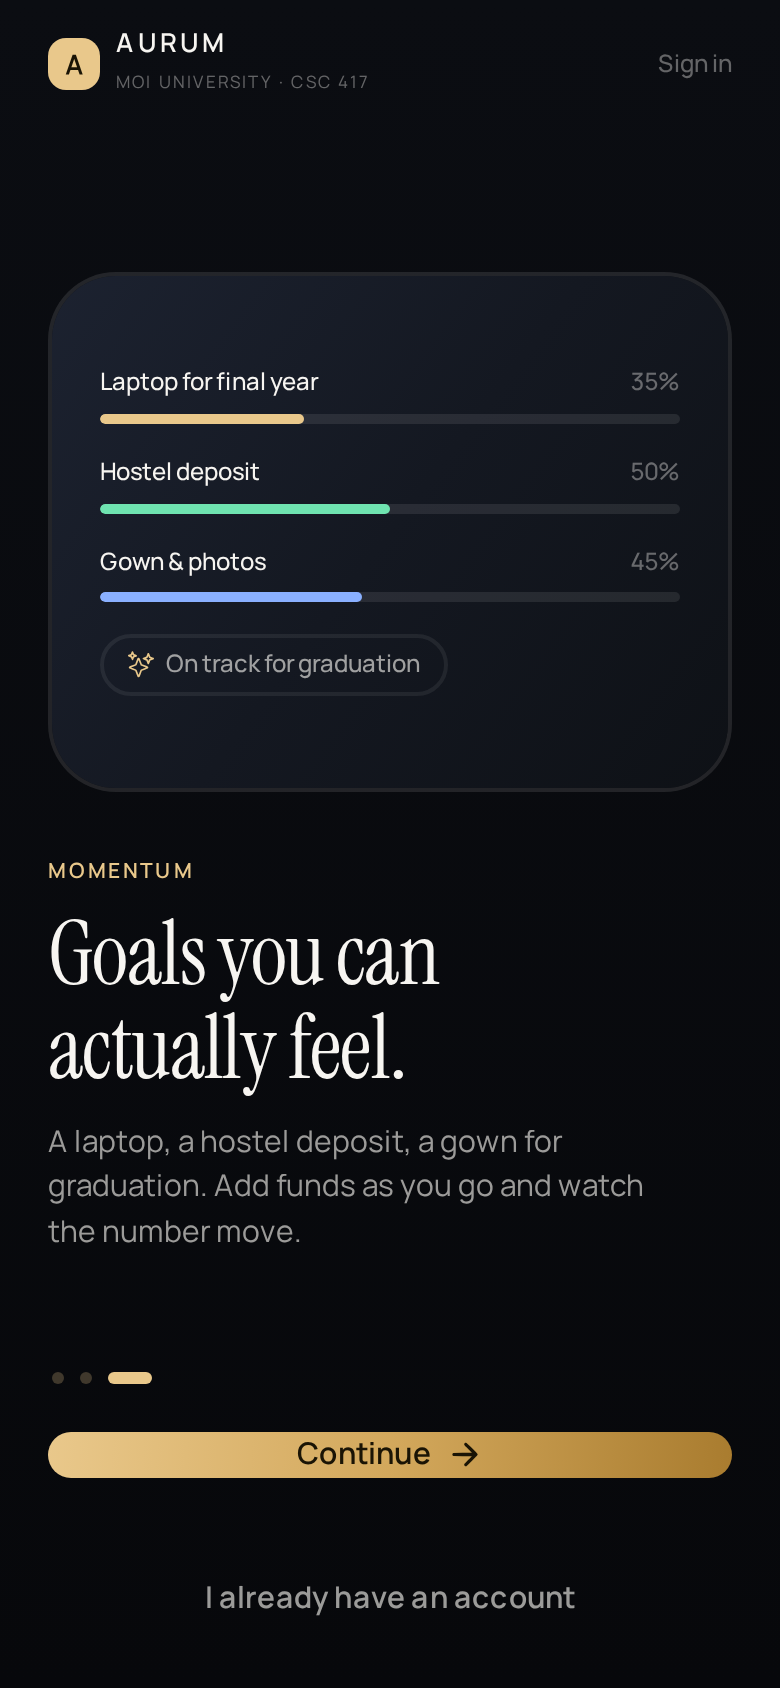 A
AURUM
MOI UNIVERSITY · CSC 417
Sign in
Laptop for final year 35%
Hostel deposit 50%
Gown & photos 45%
On track for graduation
MOMENTUM
Goals you can
actually feel.
A laptop, a hostel deposit, a gown for
graduation. Add funds as you go and watch
the number move.
Continue →
I already have an account